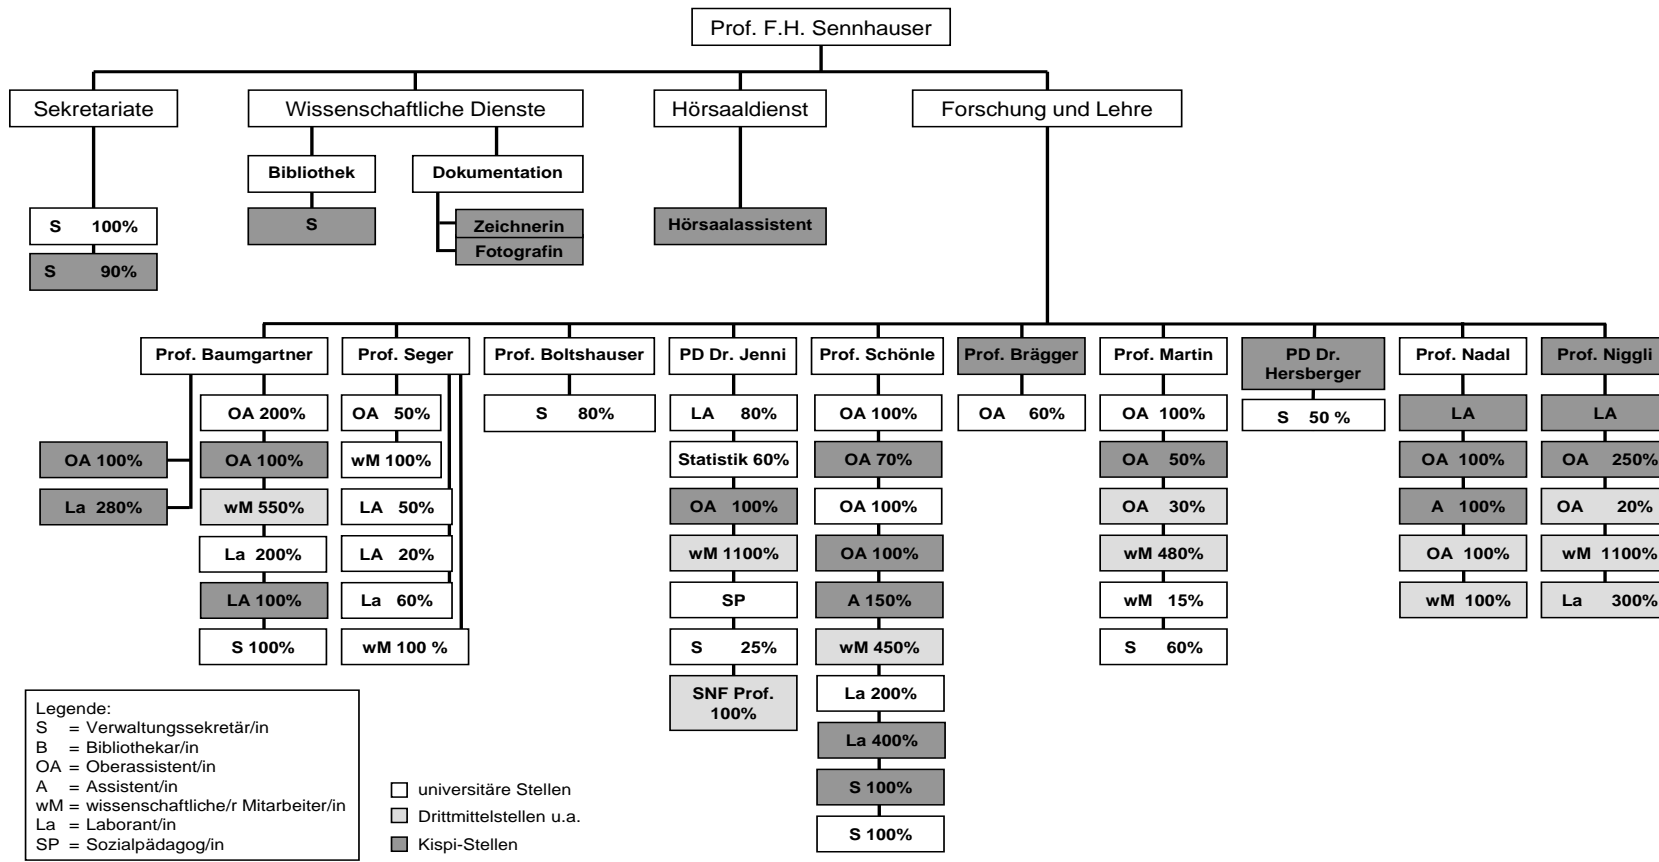 Prof. F.H. Sennhauser
Sekretariate
Wissenschaftliche Dienste
Hörsaaldienst
Forschung und Lehre
Bibliothek
Dokumentation
S 100%
S 90%
S
Zeichnerin
Fotografin
Hörsaalassistent
Prof. Baumgartner
OA 200%
OA 100%
OA 100%
La 280%
wM 550%
La 200%
LA 100%
S 100%
Prof. Seger
OA 50%
wM 100%
LA 50%
LA 20%
La 60%
wM 100 %
Prof. Boltshauser
S 80%
PD Dr. Jenni
LA 80%
Statistik 60%
OA 100%
wM 1100%
SP
S 25%
SNF Prof.
100%
Prof. Schönle
OA 100%
OA 70%
OA 100%
OA 100%
A 150%
wM 450%
La 200%
La 400%
S 100%
S 100%
Prof. Brägger
OA 60%
Prof. Martin
OA 100%
OA 50%
OA 30%
wM 480%
wM 15%
S 60%
PD Dr.
Hersberger
S 50 %
Prof. Nadal
LA
OA 100%
A 100%
OA 100%
wM 100%
Prof. Niggli
LA
OA 250%
OA 20%
wM 1100%
La 300%
Legende:
S = Verwaltungssekretär/in
B = Bibliothekar/in
OA = Oberassistent/in
A = Assistent/in
wM = wissenschaftliche/r Mitarbeiter/in
La = Laborant/in
SP = Sozialpädagog/in
universitäre Stellen
Drittmittelstellen u.a.
Kispi-Stellen